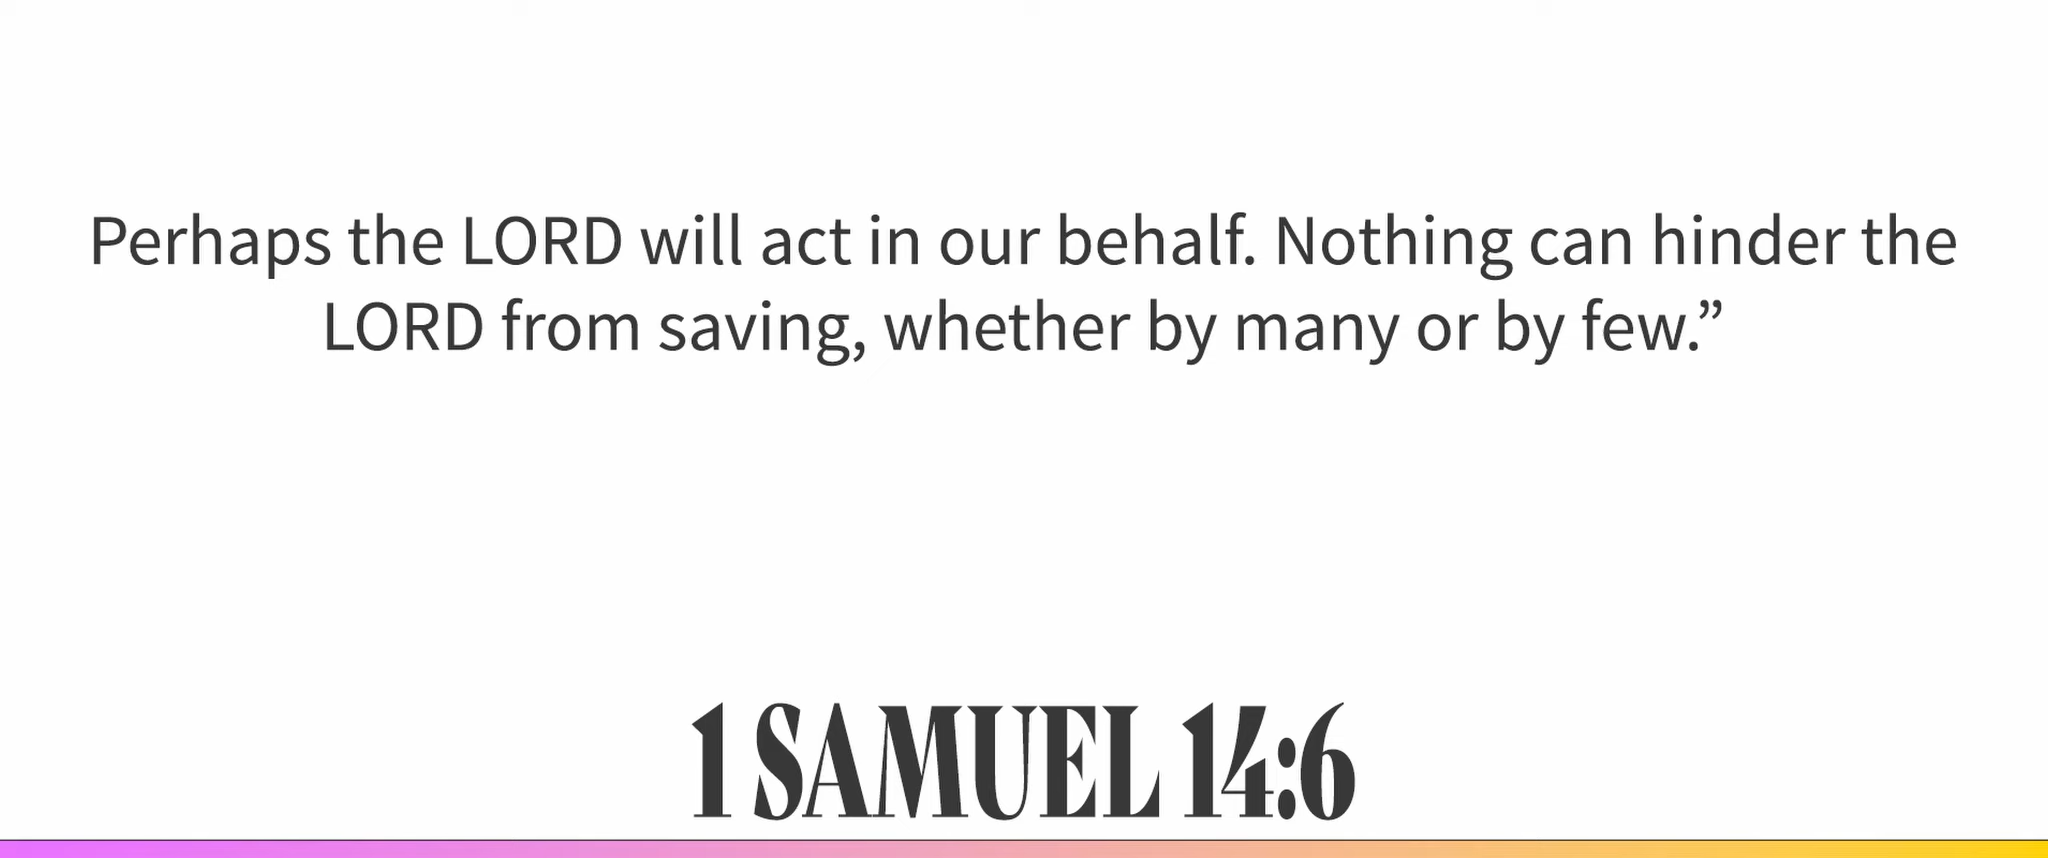 Perhaps the LORD will act in our behalf. Nothing can hinder the
LORD from saving, whether by many or by few.”
1 SAMUEL 14:6